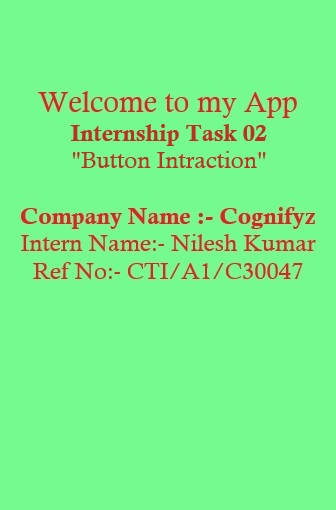 Welcome to my App
Internship Task 02
"Button Intraction"
Company Name :- Cognifyz
Intern Name:- Nilesh Kumar
Ref No:- CTI/A1/C30047